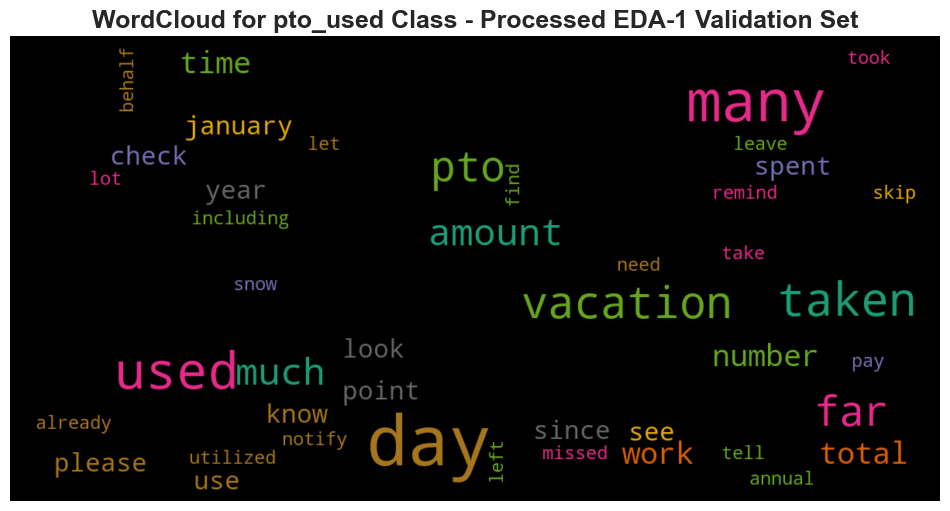 WordCloud for pto_used Class - Processed EDA-1 Validation Set
behalf
time
took
many
january
let
leave
check
pto
find
spent
lot
year
remind
skip
including
amount
take
need
snow
vacation
taken
look
number
pay
used
much
point
far
already
know
day
since
see
notify
left
missed
work
tell
total
please
utilized
use
annual